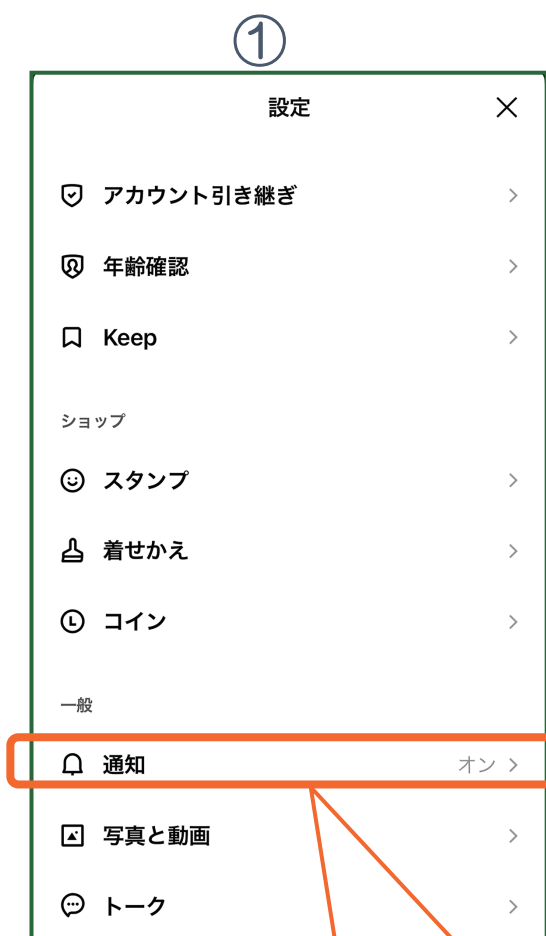 ①
設定
アカウント引き継ぎ
年齢確認
Keep
ショップ
スタンプ
着せかえ
コイン
一般
通知 オン
写真と動画
トーク